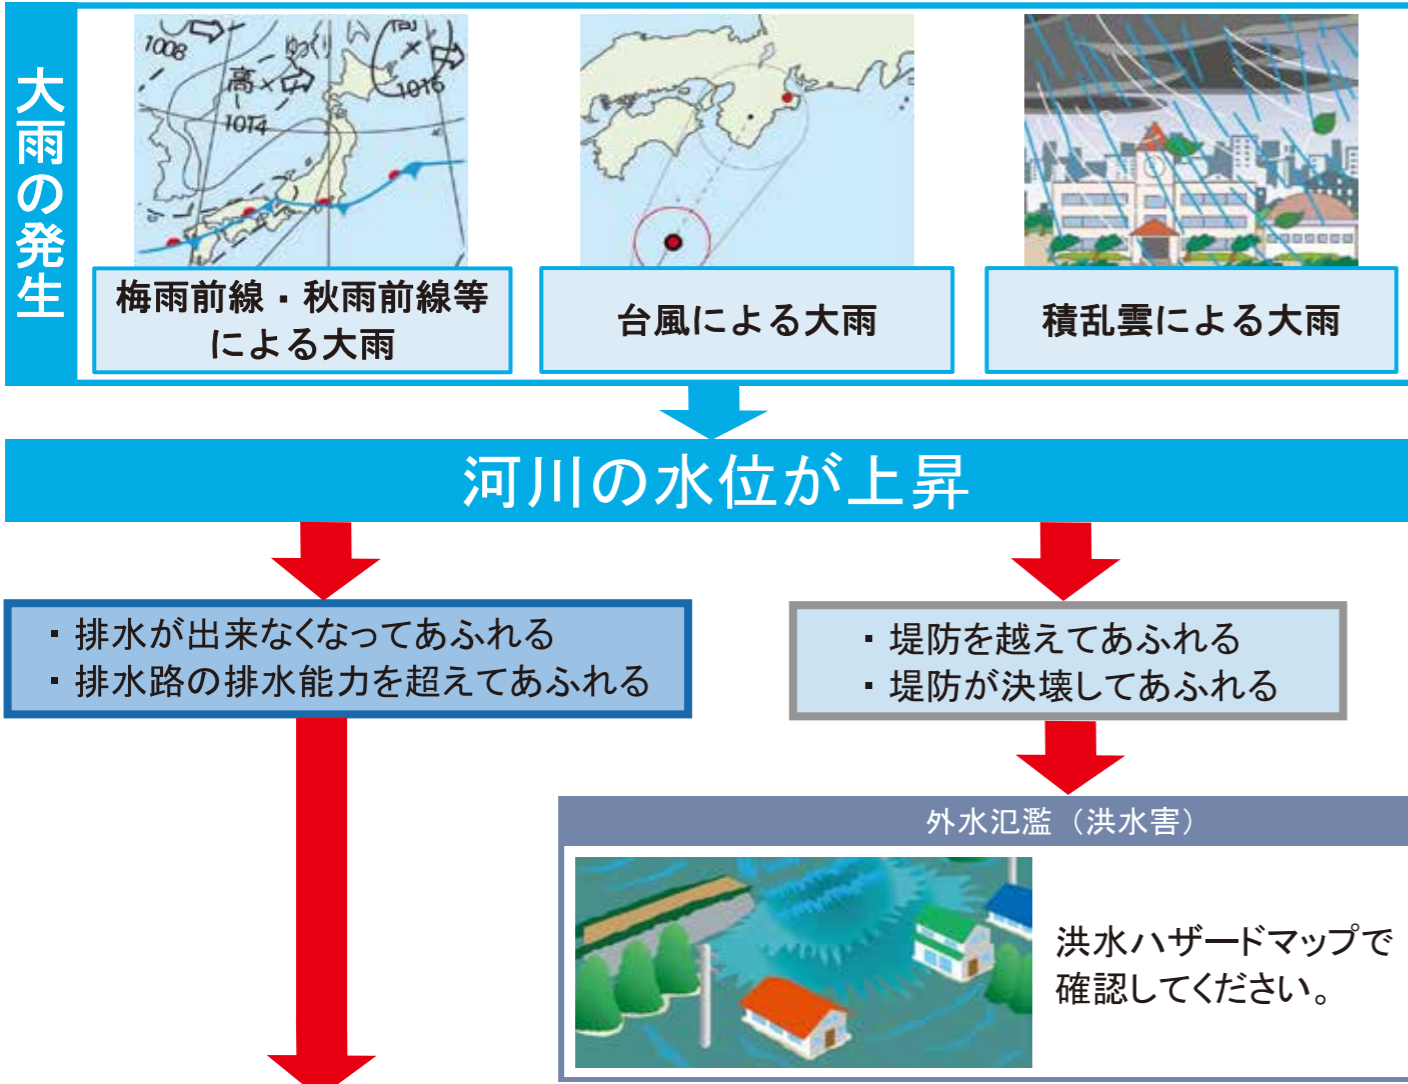 大雨の発生
1008
ゆっくり
高
高
1016
1014
梅雨前線・秋雨前線等
による大雨
台風による大雨
積乱雲による大雨
河川の水位が上昇
・排水が出来なくなってあふれる
・排水路の排水能力を超えてあふれる
・堤防を越えてあふれる
・堤防が決壊してあふれる
外水氾濫（洪水害）
洪水ハザードマップで
確認してください。